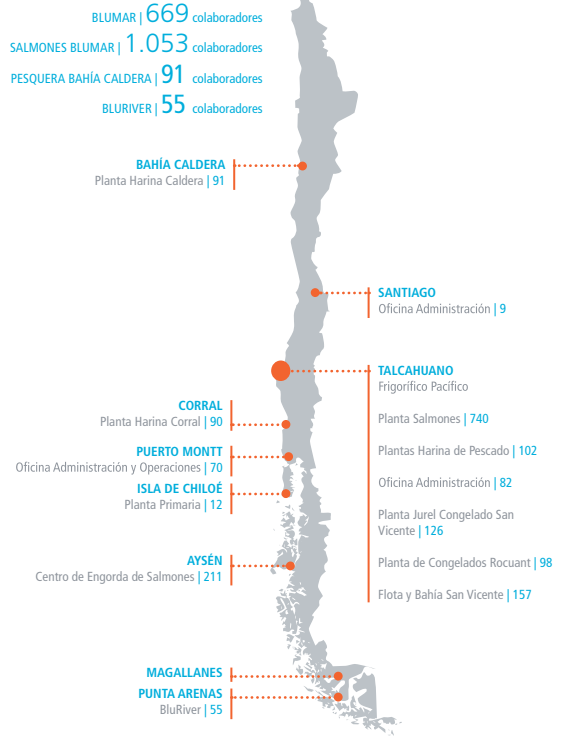 BLUMAR | 669 colaboradores
SALMONES BLUMAR | 1.053 colaboradores
PESQUERA BAHÍA CALDERA | 91 colaboradores
BLURIVER | 55 colaboradores
BAHÍA CALDERA
Planta Harina Caldera | 91
SANTIAGO
Oficina Administración | 9
TALCAHUANO
Frigorífico Pacífico
Planta Salmones | 740
Plantas Harina de Pescado | 102
Oficina Administración | 82
Planta Jurel Congelado San
Vicente | 126
Planta de Congelados Rocuant | 98
Flota y Bahía San Vicente | 157
CORRAL
Planta Harina Corral | 90
PUERTO MONTT
Oficina Administración y Operaciones | 70
ISLA DE CHILOÉ
Planta Primaria | 12
AYSÉN
Centro de Engorda de Salmones | 211
MAGALLANES
PUNTA ARENAS
BluRiver | 55